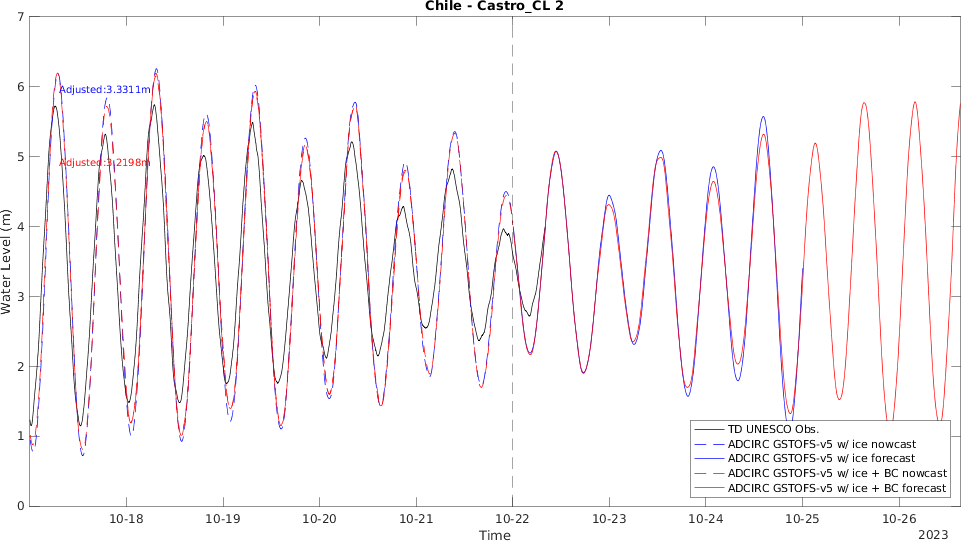 Chile - Castro_CL 2
7
6
5
4
3
2
1
0
Water Level (m)
Adjusted:3.3311m
Adjusted:3.2198m
TD UNESCO Obs.
ADCIRC GSTOFS-v5 w/ ice nowcast
ADCIRC GSTOFS-v5 w/ ice forecast
ADCIRC GSTOFS-v5 w/ ice + BC nowcast
ADCIRC GSTOFS-v5 w/ ice + BC forecast
10-18 10-19 10-20 10-21 10-22 10-23 10-24 10-25 10-26
Time
2023